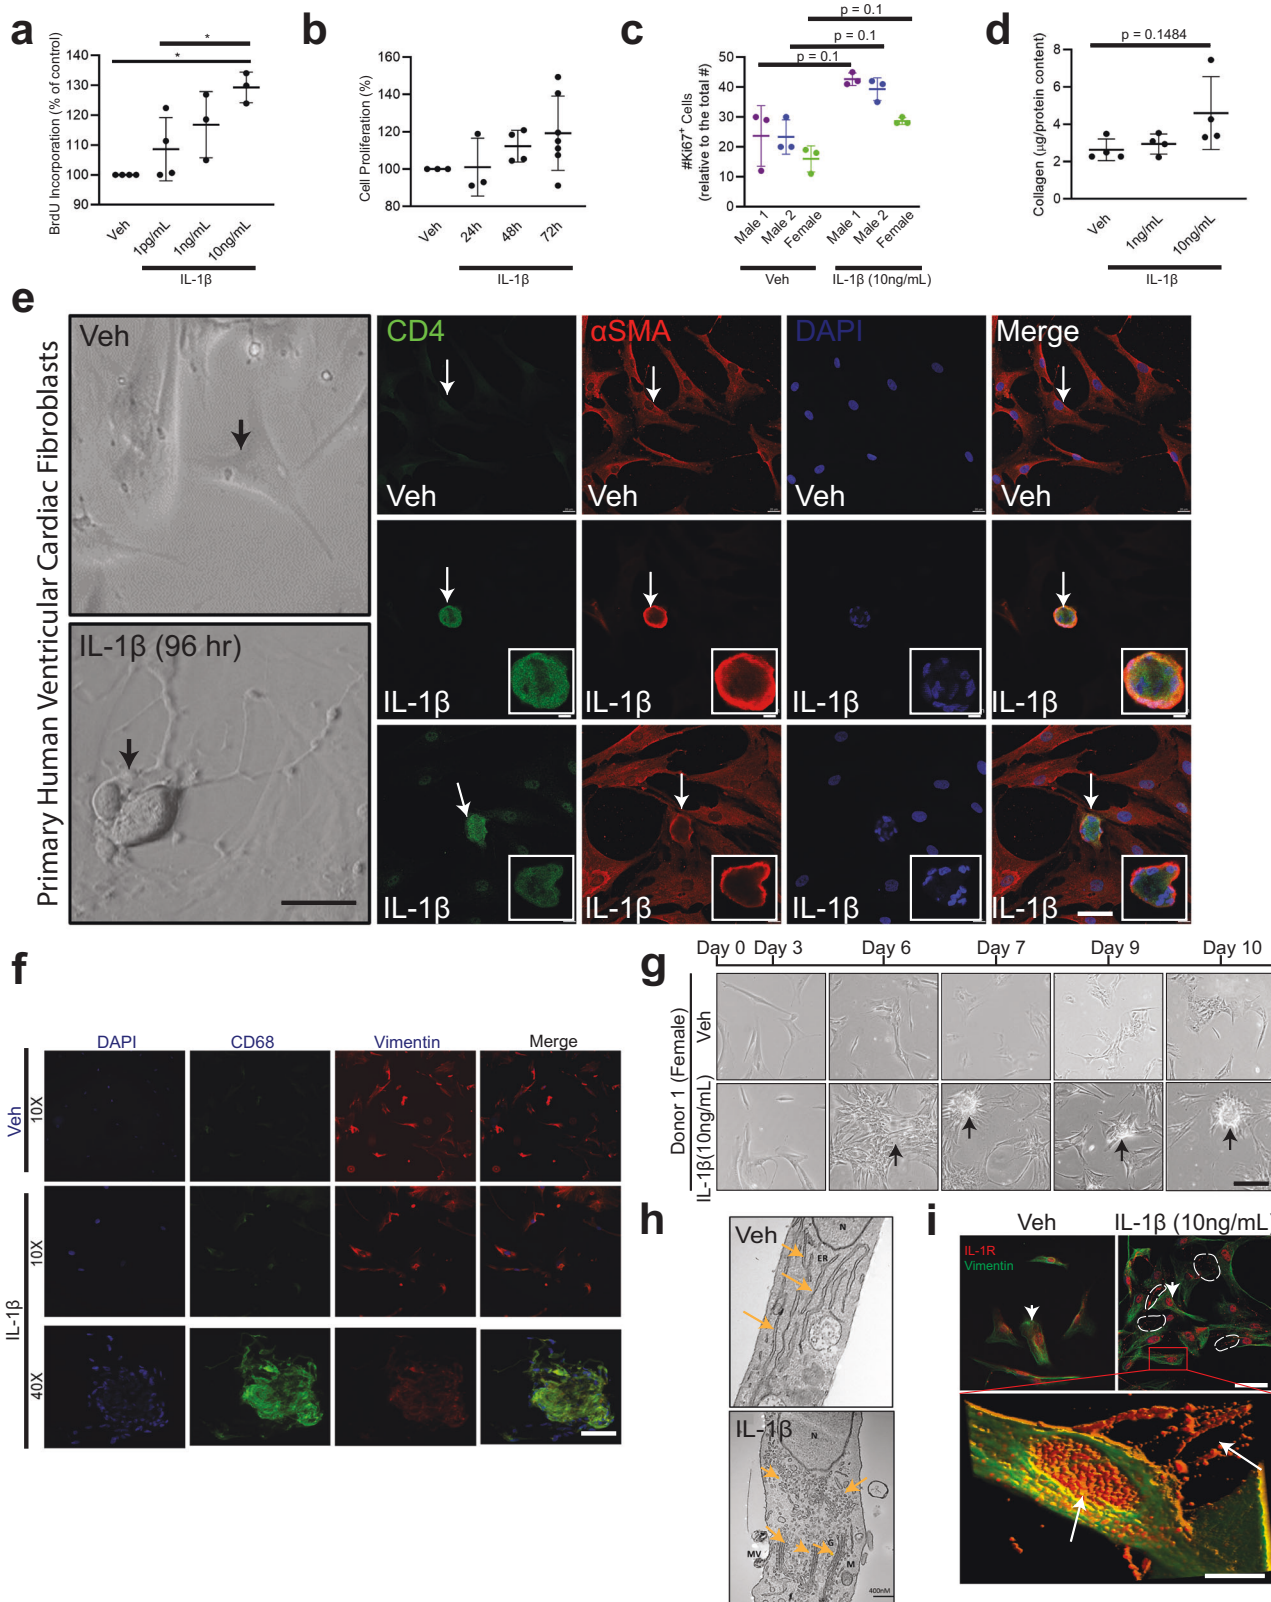 a
BrdU Incorporation (% of control)
140
130
120
110
100
90
*
*
Veh
1pg/mL
1ng/mL
10ng/mL
IL-1β
b
Cell Proliferation (%)
160
140
120
100
80
Veh
24h
48h
72h
IL-1β
c
#Ki67+ Cells
(relative to the total #)
50
40
30
20
10
0
p = 0.1
p = 0.1
p = 0.1
Male 1
Male 2
Female
Male 1
Male 2
Female
Veh
IL-1β (10ng/mL)
d
Collagen (µg/protein content)
8
6
4
2
0
p = 0.1484
Veh
1ng/mL
10ng/mL
IL-1β
e
Primary Human Ventricular Cardiac Fibroblasts
Veh
IL-1β (96 hr)
CD4
αSMA
DAPI
Merge
Veh
Veh
Veh
Veh
IL-1β
IL-1β
IL-1β
IL-1β
IL-1β
IL-1β
IL-1β
IL-1β
f
DAPI
CD68
Vimentin
Merge
Veh
10X
IL-1β
10X
40X
g
Day 0
Day 3
Day 6
Day 7
Day 9
Day 10
Donor 1 (Female)
Veh
IL-1β(10ng/mL)
h
Veh
N
ER
IL-1β
N
G
MV
M
400nM
i
Veh
IL-1β (10ng/mL)
IL-1R
Vimentin